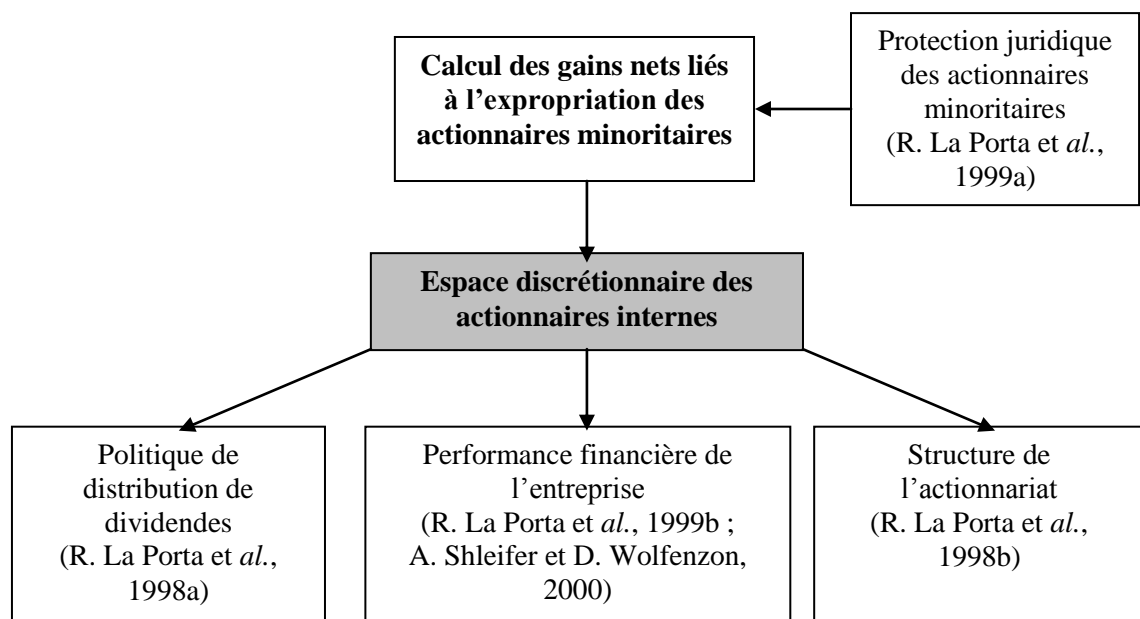 Calcul des gains nets liés
à l’expropriation des
actionnaires minoritaires
Protection juridique
des actionnaires
minoritaires
(R. La Porta et al.,
1999a)
Espace discrétionnaire des
actionnaires internes
Politique de
distribution de
dividendes
(R. La Porta et al.,
1998a)
Performance financière de
l’entreprise
(R. La Porta et al., 1999b ;
A. Shleifer et D. Wolfenzon,
2000)
Structure de
l’actionnariat
(R. La Porta et al.,
1998b)